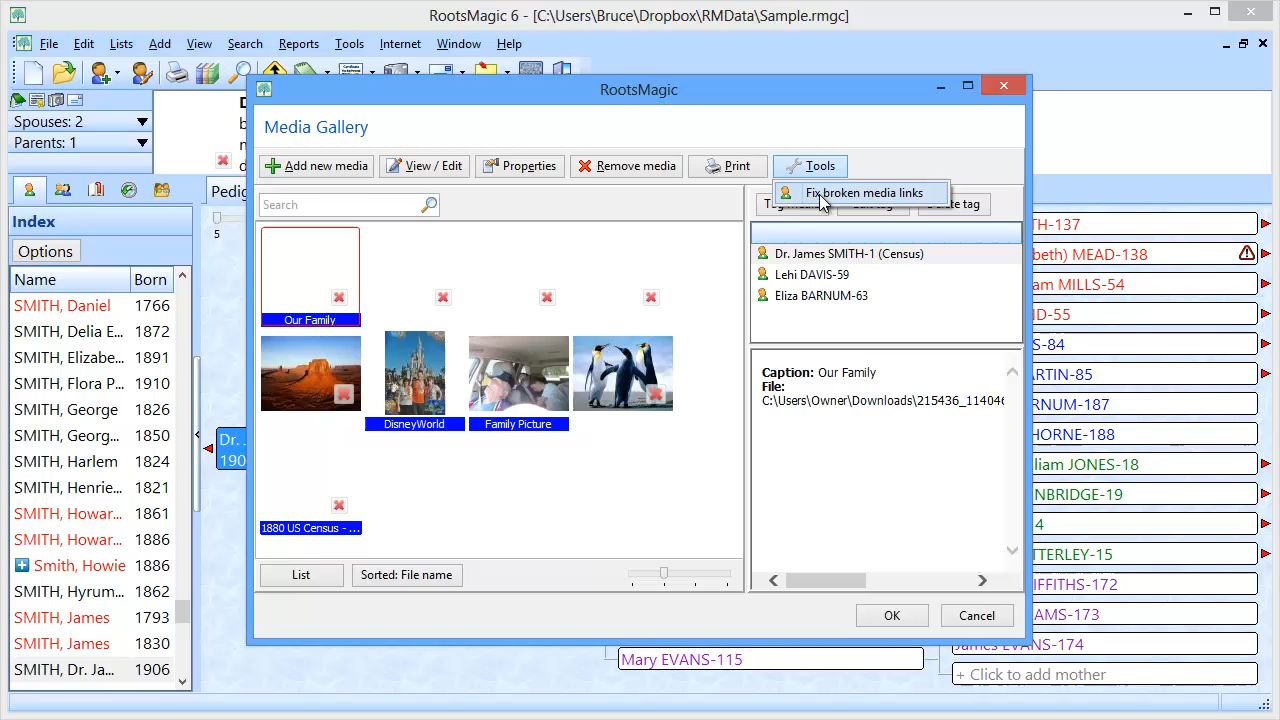 RootsMagic 6 - [C:\Users\Bruce\Dropbox\RMData\Sample.rmgc]
File Edit Lists Add View Search Reports Tools Internet Window Help
Spouses: 2
Parents: 1
Index
Options
Name Born
SMITH, Daniel 1766
SMITH, Delia E... 1872
SMITH, Elizabe... 1891
SMITH, Flora P... 1910
SMITH, George 1826
SMITH, Georg... 1850
SMITH, Harlem 1824
SMITH, Henrie... 1821
SMITH, Howar... 1861
SMITH, Howar... 1886
Smith, Howie 1886
SMITH, Hyrum... 1862
SMITH, James 1793
SMITH, James 1830
SMITH, Dr. Ja... 1906
5
Dr.
RootsMagic
Media Gallery
Add new media View / Edit Properties Remove media Print Tools
Fix broken media links
Search
tag
Our Family
DisneyWorld
Family Picture
1880 US Census - ...
Dr. James SMITH-1 (Census)
Lehi DAVIS-59
Eliza BARNUM-63
Caption: Our Family
File:
C:\Users\Owner\Downloads\215436_114046
List Sorted: File name
OK Cancel
TH-137
beth) MEAD-138
am MILLS-54
ND-55
S-84
ARTIN-85
RNUM-187
HORNE-188
liam JONES-18
NBRIDGE-19
4
TTERLEY-15
IFFITHS-172
AMS-173
James EVANS-174
+ Click to add mother
Mary EVANS-115